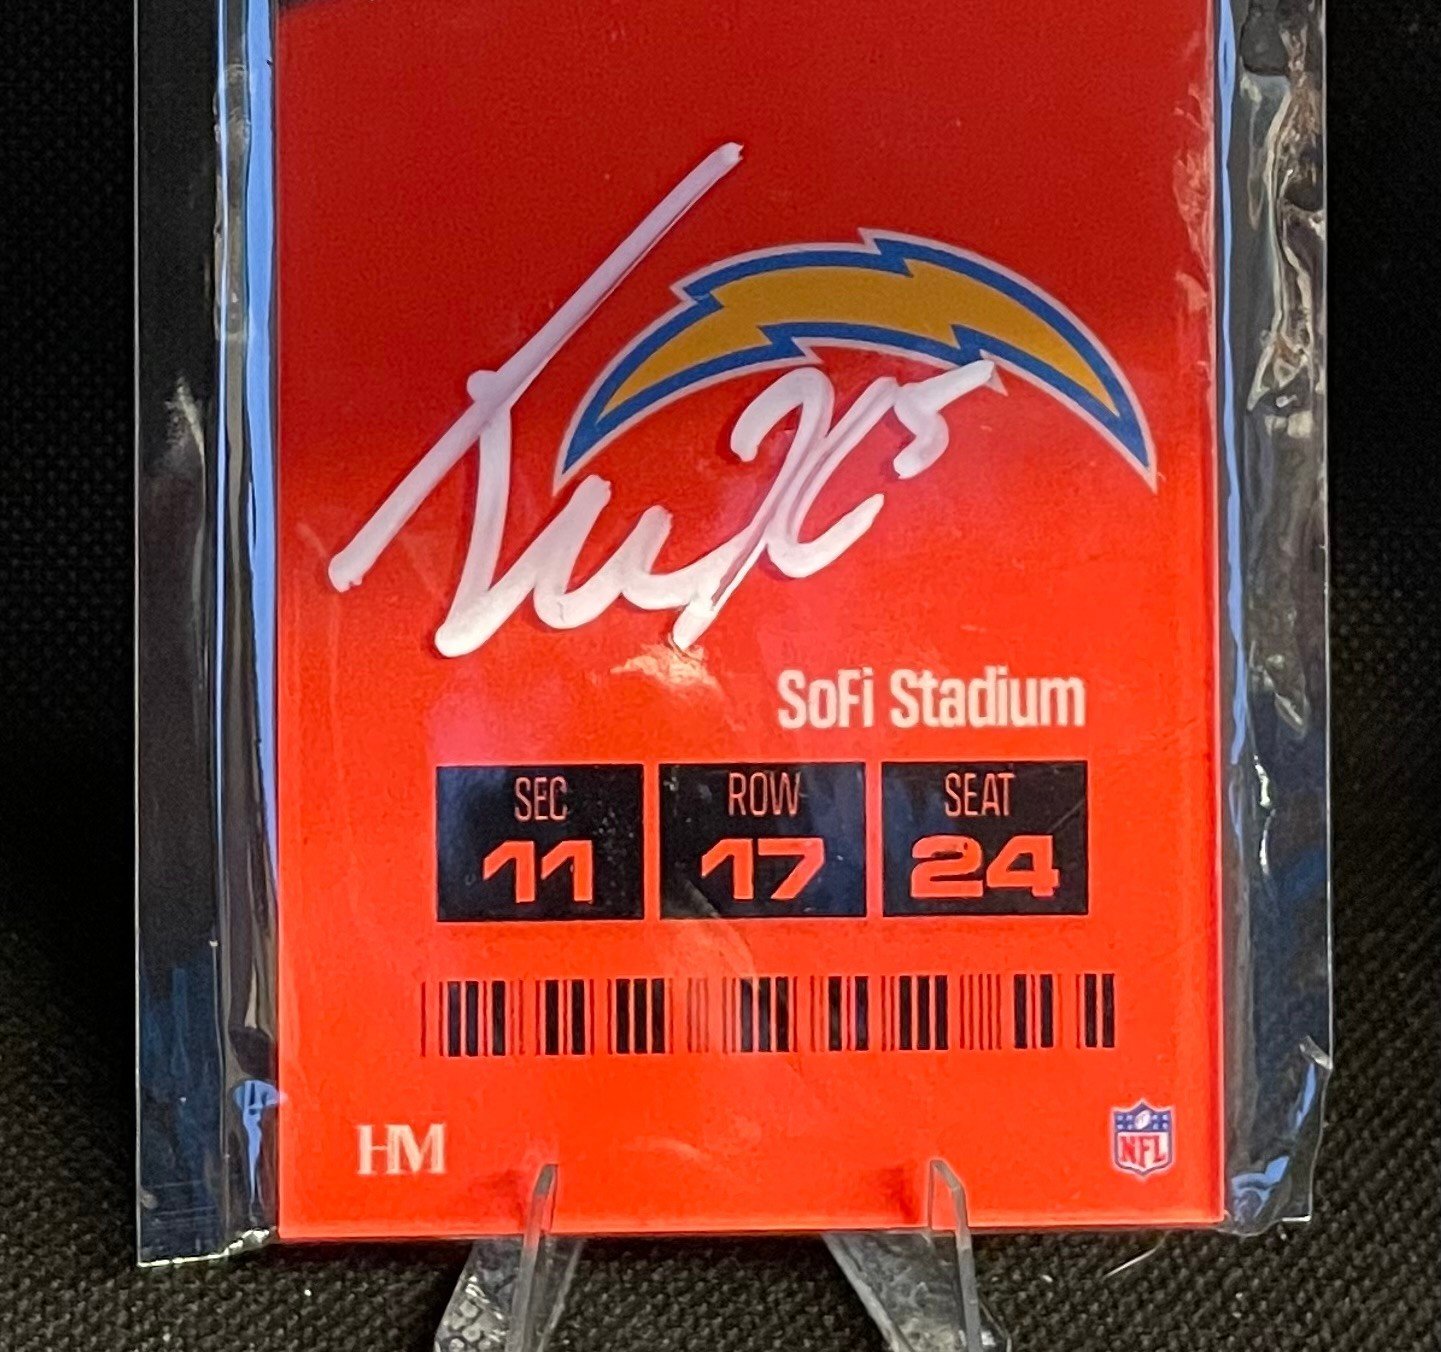 SoFi Stadium
SEC ROW SEAT
11 17 24
HM NFL